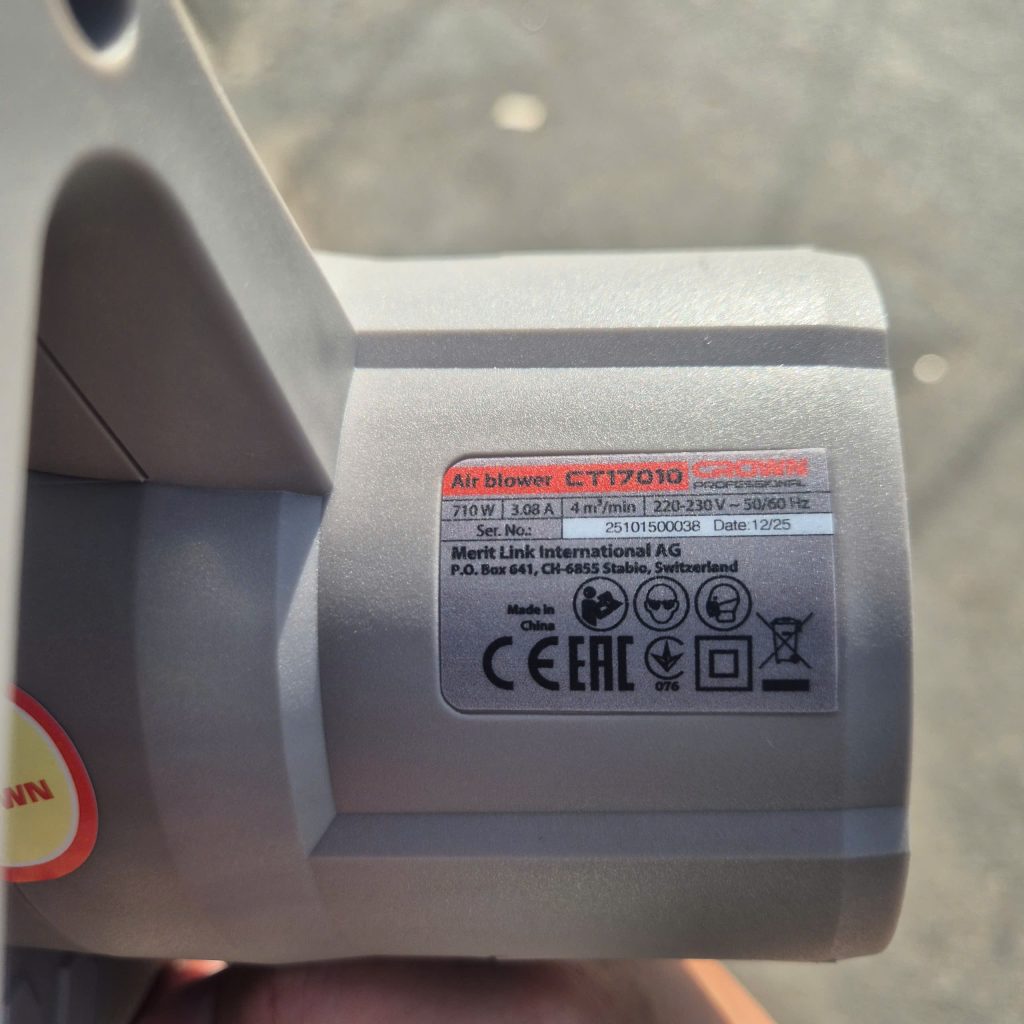 Air blower CT17010 CROWN
PROFESSIONAL
710 W 3.08 A 4 m³/min 220-230 V ~ 50/60 Hz
Ser. No.: 25101500038 Date:12/25
Merit Link International AG
P.O. Box 641, CH-6855 Stabio, Switzerland
Made in
China
CE EAC
076
WN